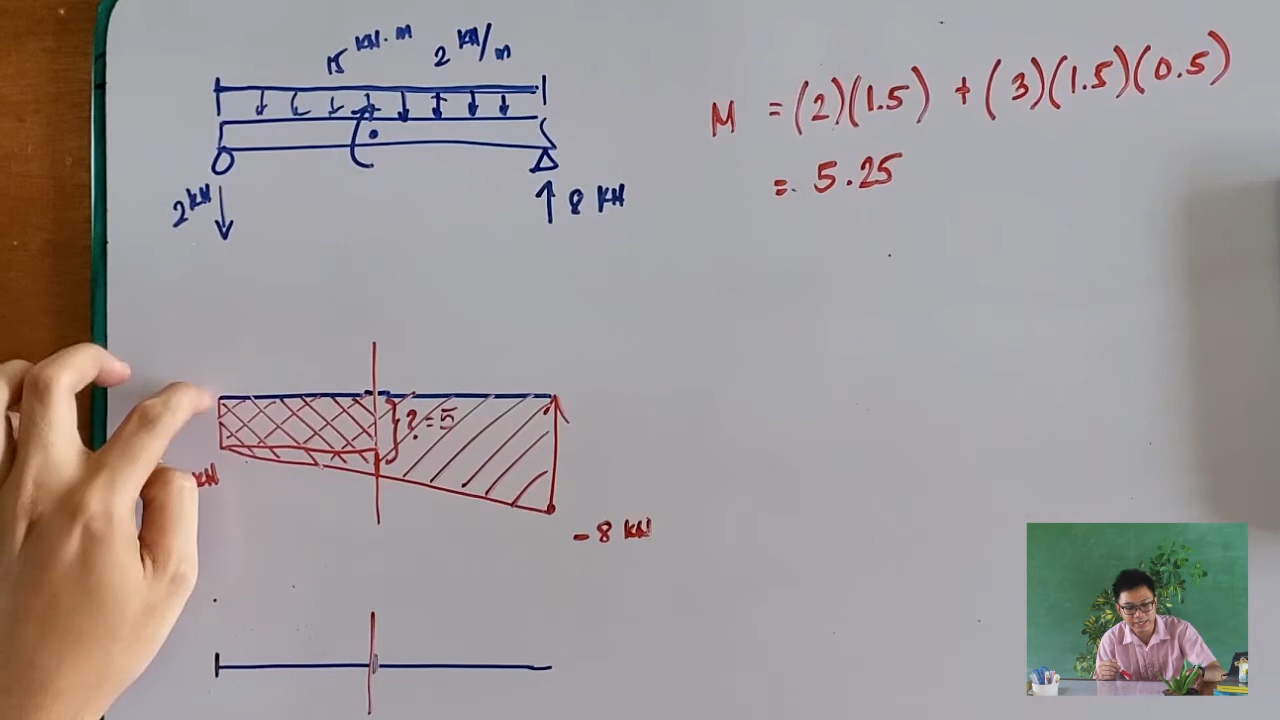 15 kN·m 2 kN/m
2 kN
8 kN
M = (2)(1.5) + (3)(1.5)(0.5)
= 5.25
? = 5
kN
- 8 kN